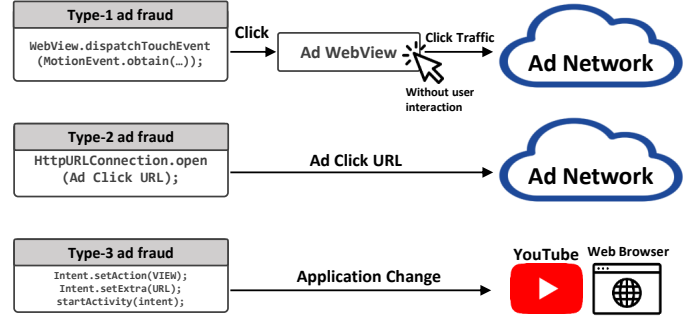 Type-1 ad fraud
WebView.dispatchTouchEvent
(MotionEvent.obtain(…));
Click
Ad WebView
Click Traffic
Without user
interaction
Ad Network
Type-2 ad fraud
HttpURLConnection.open
(Ad Click URL);
Ad Click URL
Ad Network
Type-3 ad fraud
Intent.setAction(VIEW);
Intent.setExtra(URL);
startActivity(intent);
Application Change
YouTube
Web Browser